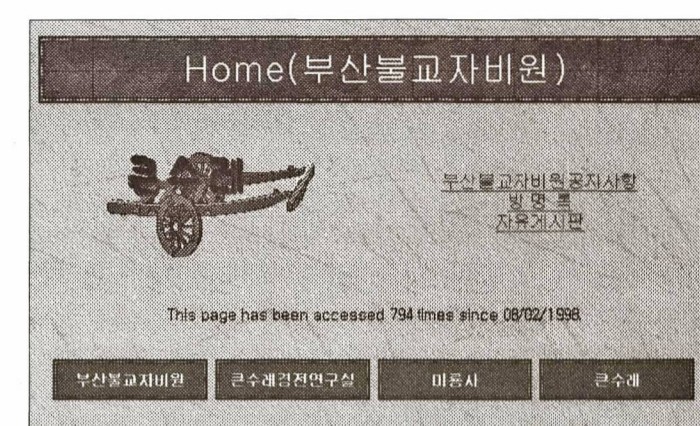 Home(부산불교자비원)
부산불교자비원공지사항
방 명 록
자유게시판
This page has been accessed 794 times since 08/02/1998.
부산불교자비원
큰수레경전연구실
미룡사
큰수레